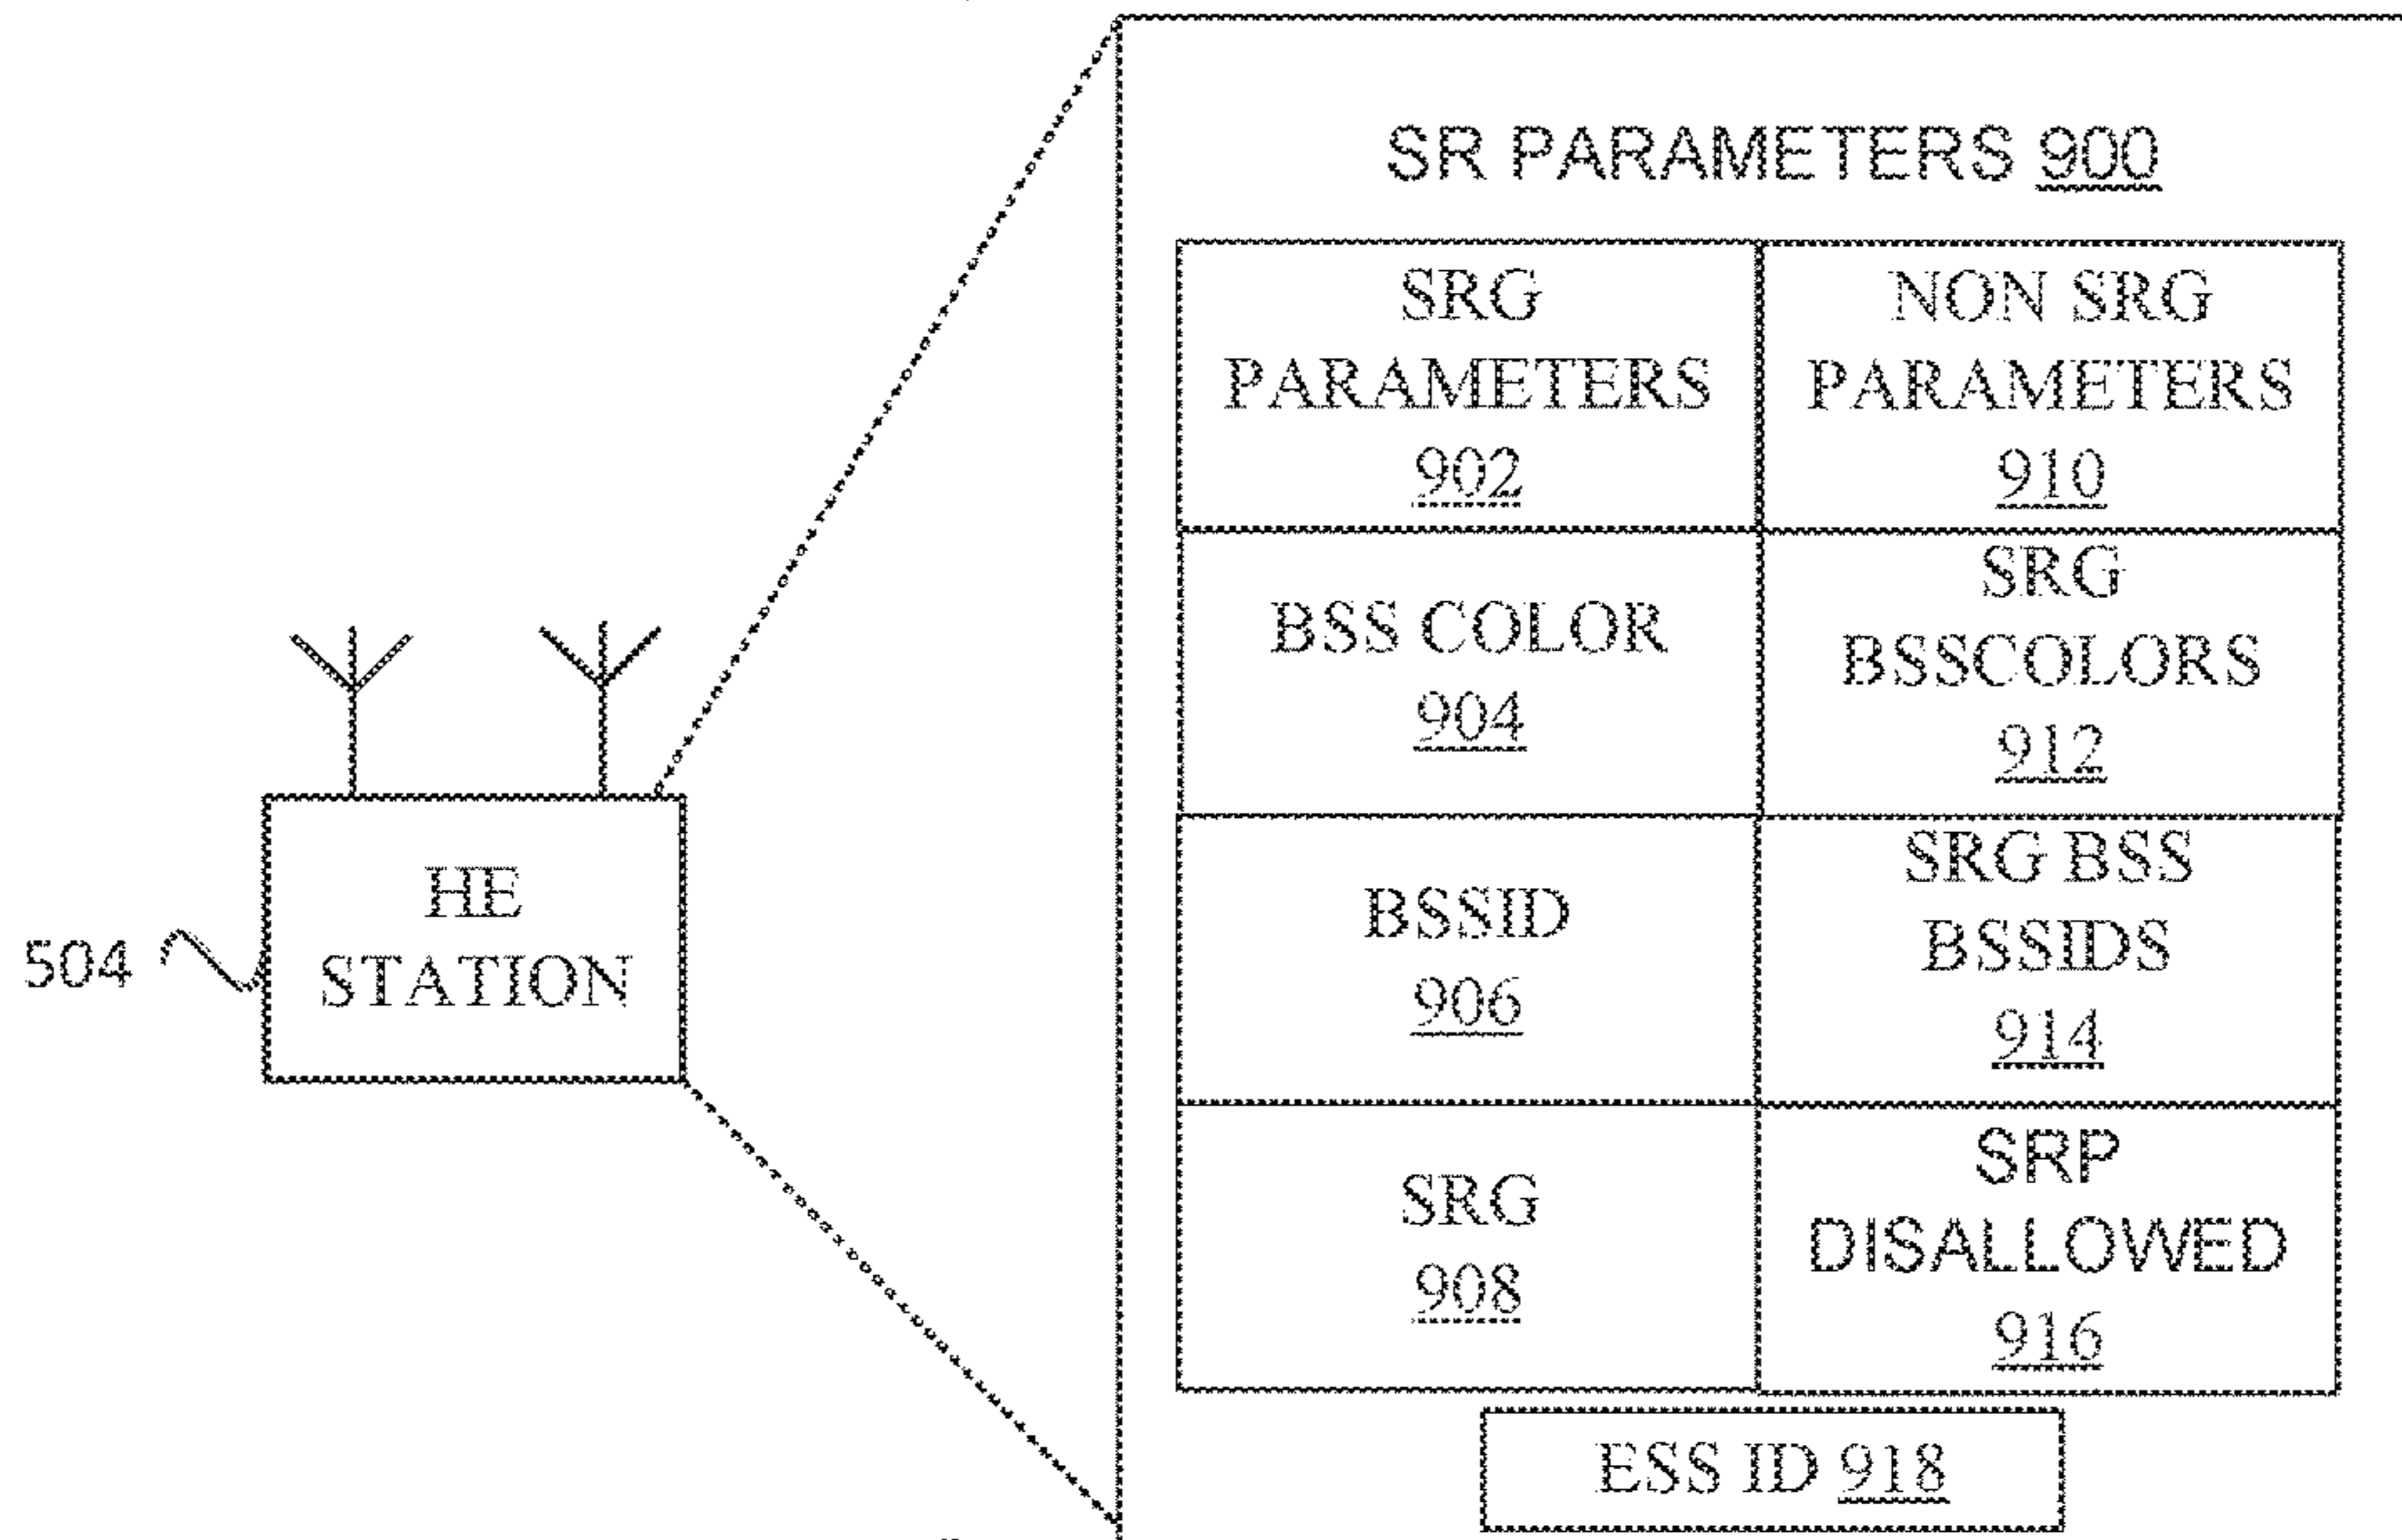 SR PARAMETERS 900
SRG
PARAMETERS
902
NON SRG
PARAMETERS
910
BSS COLOR
904
SRG
BSSCOLORS
912
BSSID
906
SRG BSS
BSSIDS
914
SRG
908
SRP
DISALLOWED
916
ESS ID 918
HE
STATION
504